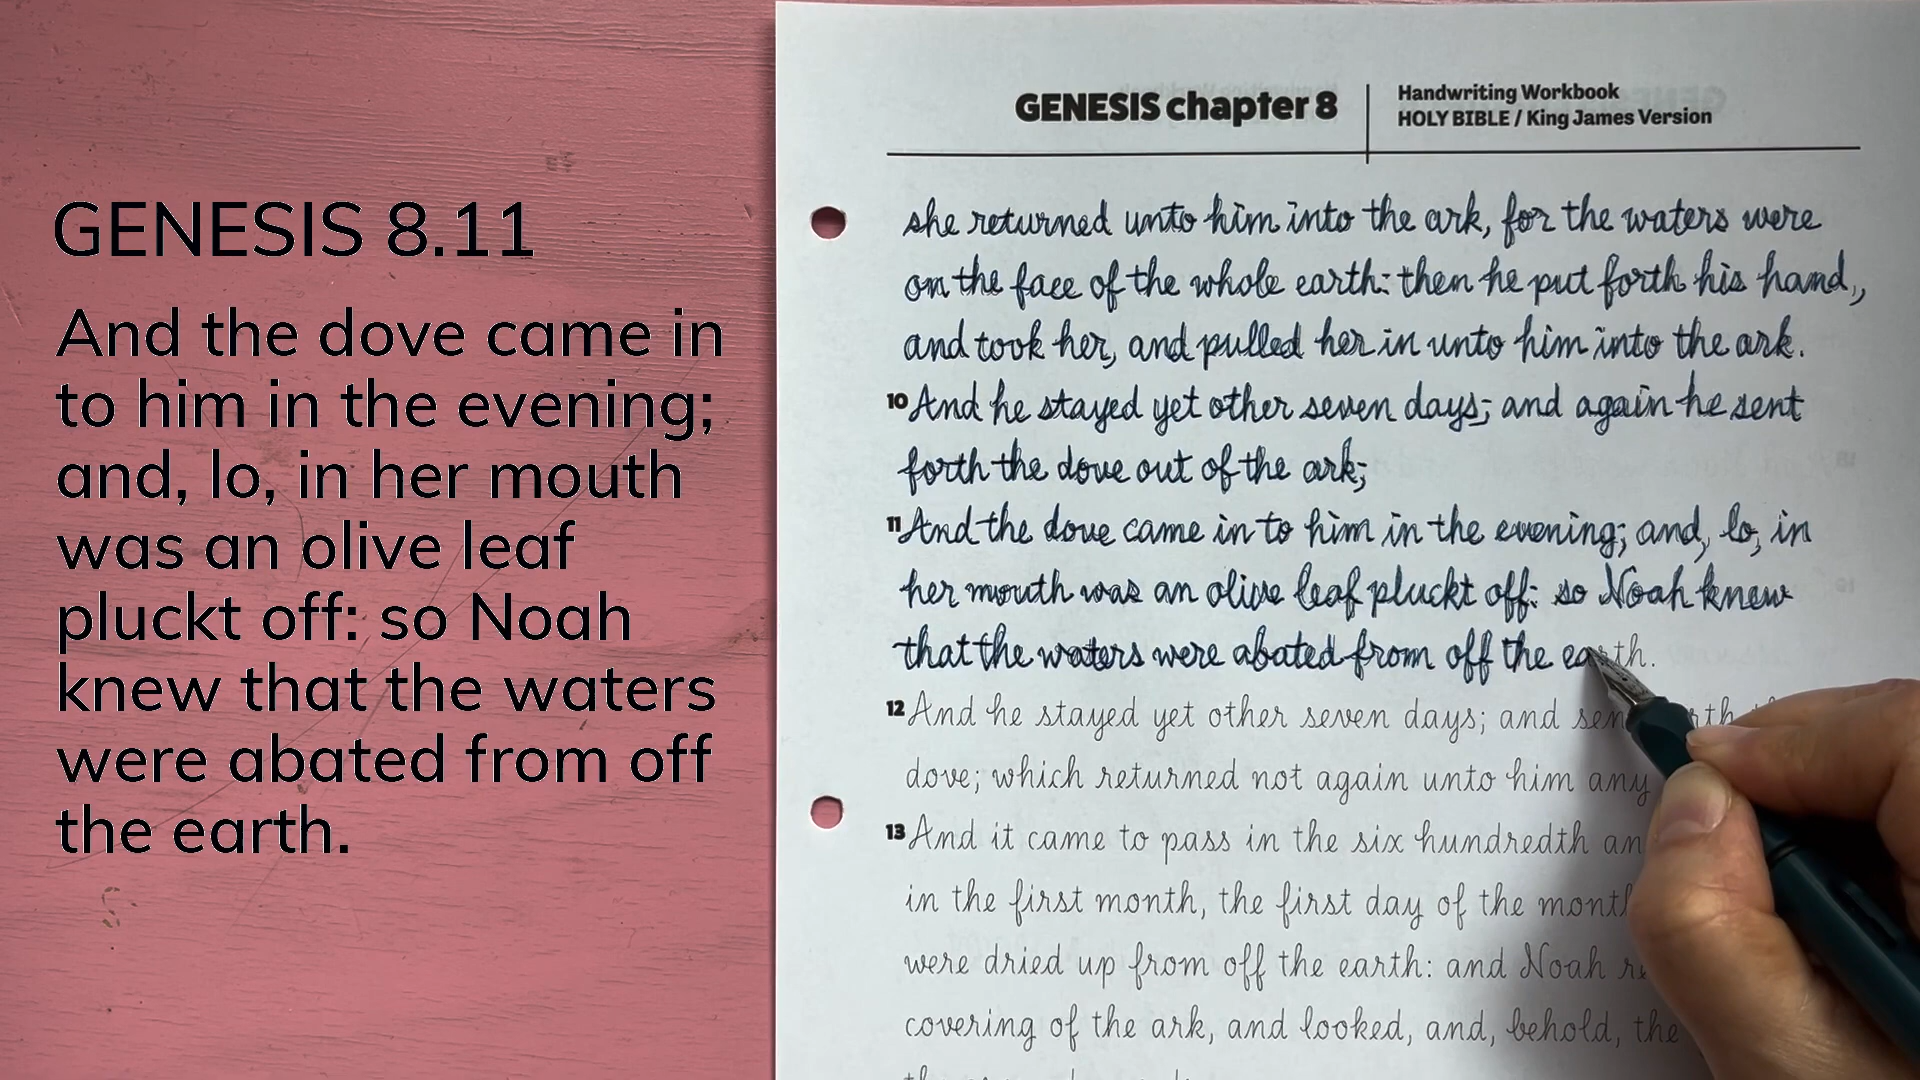 GENESIS 8.11
And the dove came in
to him in the evening;
and, lo, in her mouth
was an olive leaf
pluckt off: so Noah
knew that the waters
were abated from off
the earth.
GENESIS chapter 8
Handwriting Workbook
HOLY BIBLE / King James Version
she returned unto him into the ark, for the waters were
on the face of the whole earth: then he put forth his hand,
and took her, and pulled her in unto him into the ark.
10 And he stayed yet other seven days; and again he sent
forth the dove out of the ark;
11 And the dove came in to him in the evening; and, lo, in
her mouth was an olive leaf pluckt off: so Noah knew
that the waters were abated from off the earth.
12 And he stayed yet other seven days; and
dove; which returned not again unto him any
13 And it came to pass in the six hundredth
in the first month, the first day of the
were dried up from off the earth: and Noah
covering of the ark, and looked, and, behold, the